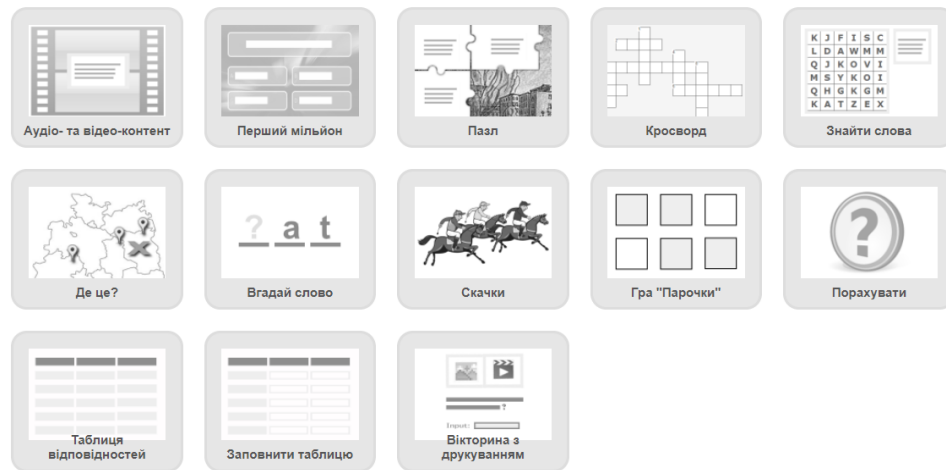 Аудіо- та відео-контент
Перший мільйон
Пазл
Кросворд
K J F I S C
L D A W M M
Q J K O V I
M S Y K O I
Q H G K G M
K A T Z E X
Знайти слова
Де це?
? a t
Вгадай слово
Скачки
Гра "Парочки"
?
Порахувати
Таблиця
відповідностей
Заповнити таблицю
?
Input:
Вікторина з
друкуванням